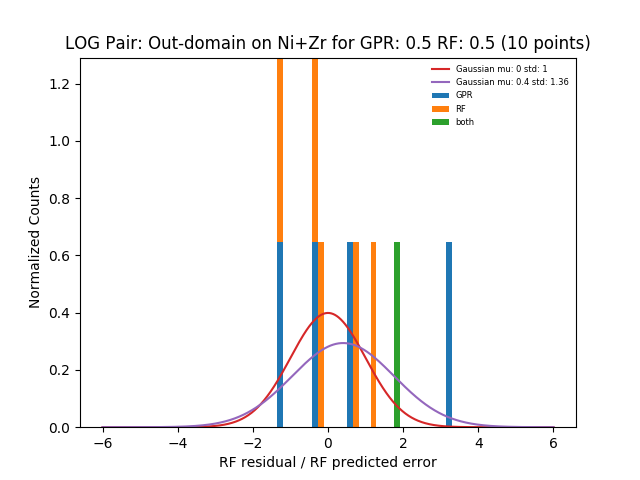 LOG Pair: Out-domain on Ni+Zr for GPR: 0.5 RF: 0.5 (10 points)
Gaussian mu: 0 std: 1
Gaussian mu: 0.4 std: 1.36
GPR
RF
both
Normalized Counts
1.2
1.0
0.8
0.6
0.4
0.2
0.0
−6 −4 −2 0 2 4 6
RF residual / RF predicted error